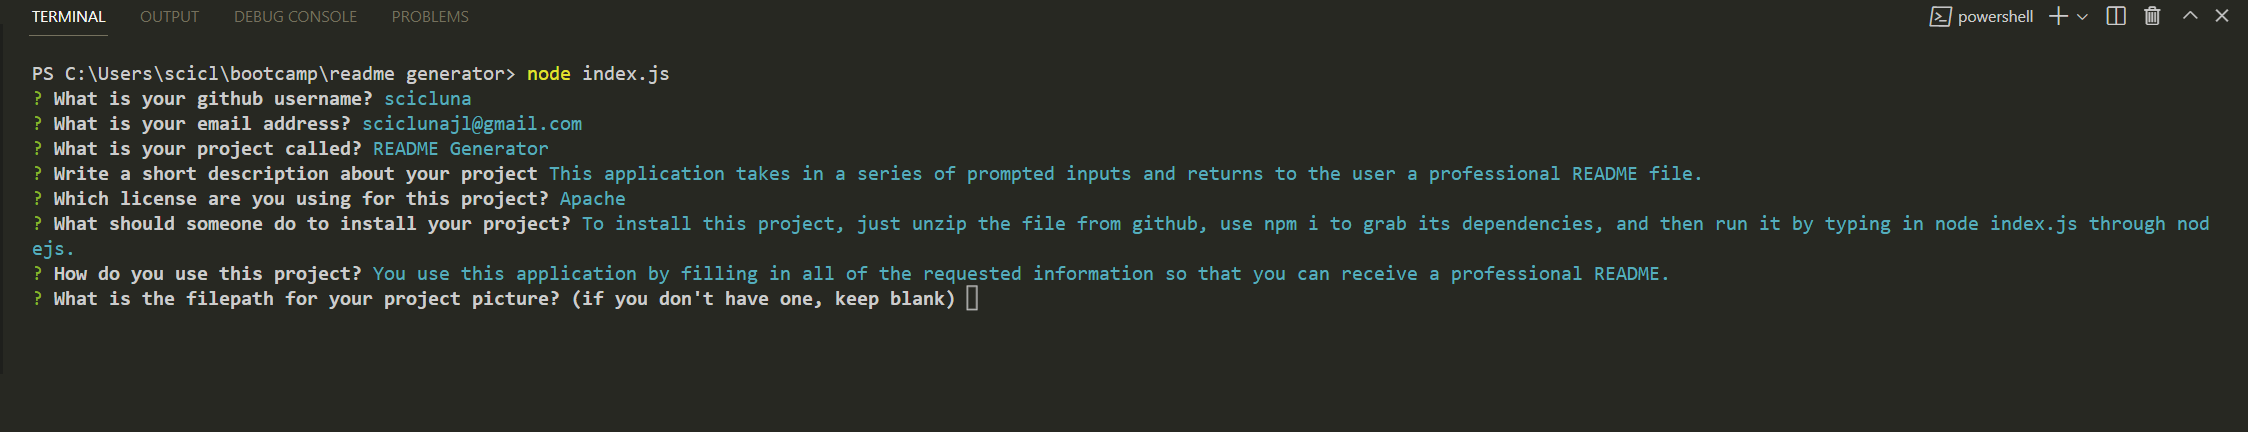 TERMINAL OUTPUT DEBUG CONSOLE PROBLEMS powershell
PS C:\Users\scicl\bootcamp\readme generator> node index.js
? What is your github username? scicluna
? What is your email address? sciclunajl@gmail.com
? What is your project called? README Generator
? Write a short description about your project This application takes in a series of prompted inputs and returns to the user a professional README file.
? Which license are you using for this project? Apache
? What should someone do to install your project? To install this project, just unzip the file from github, use npm i to grab its dependencies, and then run it by typing in node index.js through nod
ejs.
? How do you use this project? You use this application by filling in all of the requested information so that you can receive a professional README.
? What is the filepath for your project picture? (if you don't have one, keep blank)